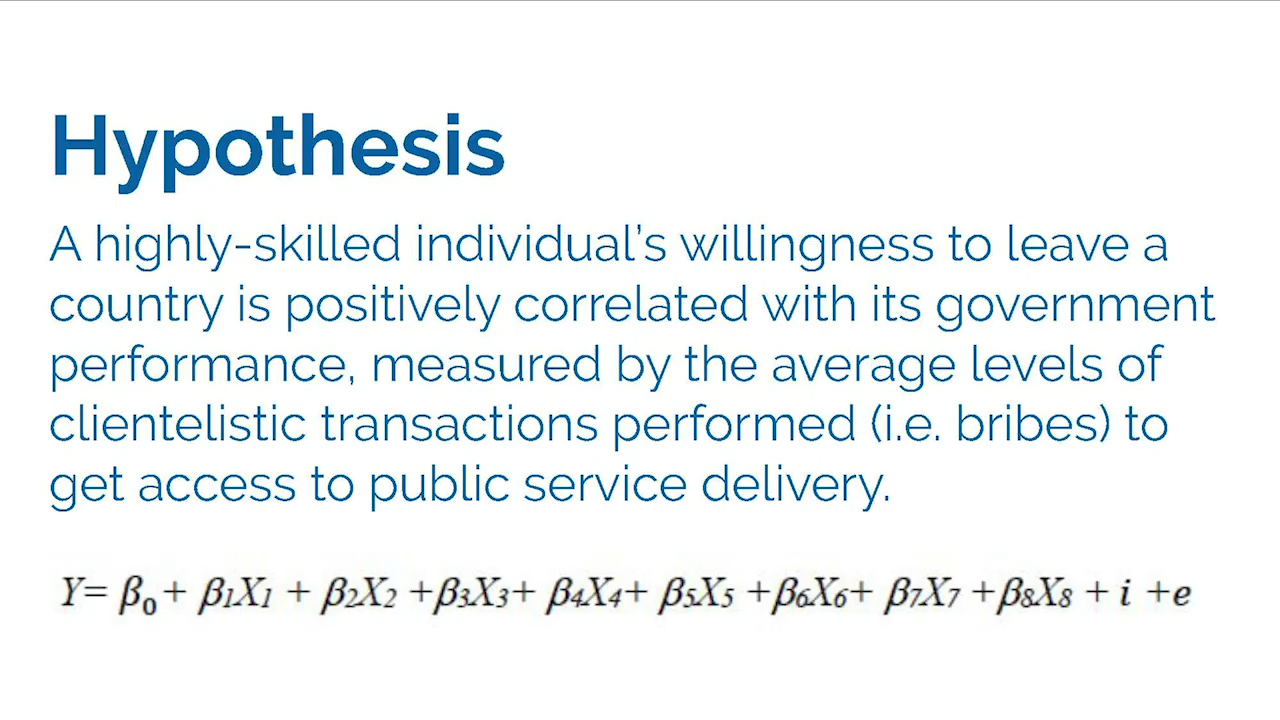 Hypothesis
A highly-skilled individual’s willingness to leave a
country is positively correlated with its government
performance, measured by the average levels of
clientelistic transactions performed (i.e. bribes) to
get access to public service delivery.
Y= β₀+ β₁X₁ + β₂X₂ +β₃X₃+ β₄X₄+ β₅X₅ +β₆X₆+ β₇X₇ +β₈X₈ + i +e